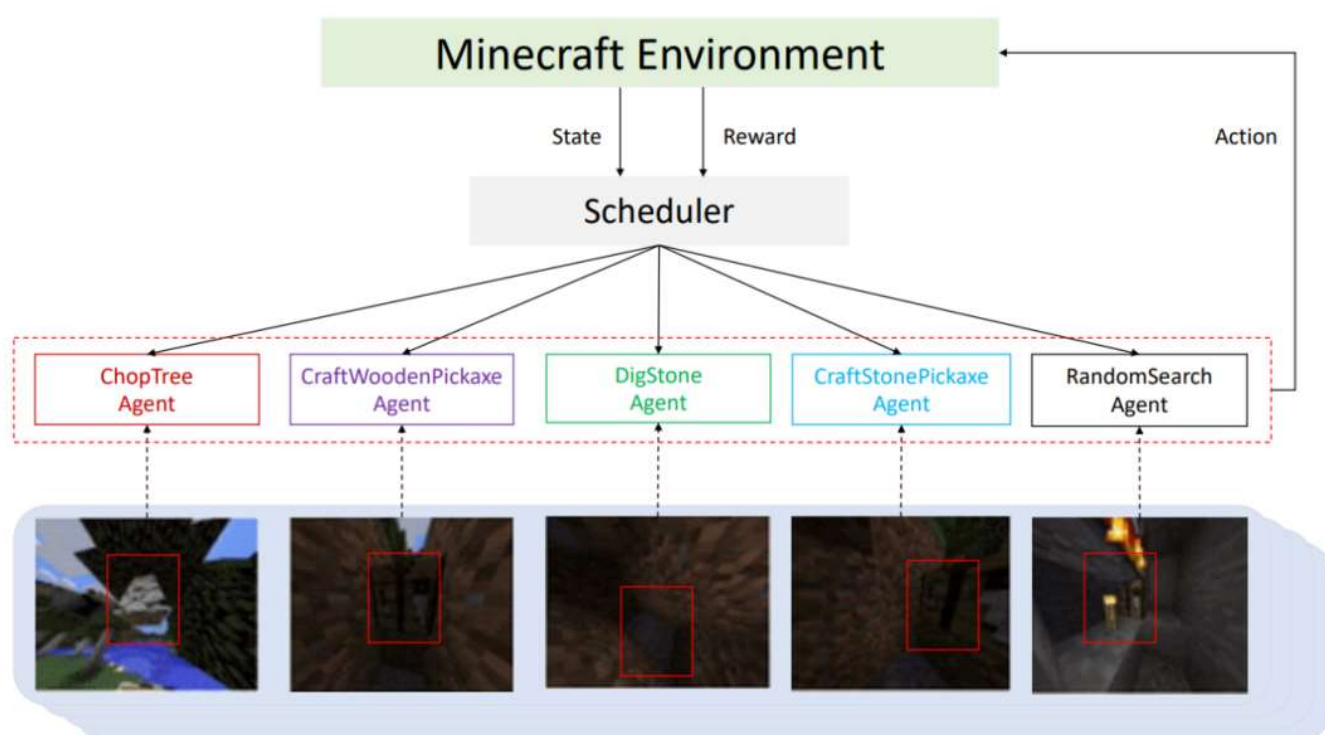 Minecraft Environment
State
Reward
Action
Scheduler
ChopTree
Agent
CraftWoodenPickaxe
Agent
DigStone
Agent
CraftStonePickaxe
Agent
RandomSearch
Agent